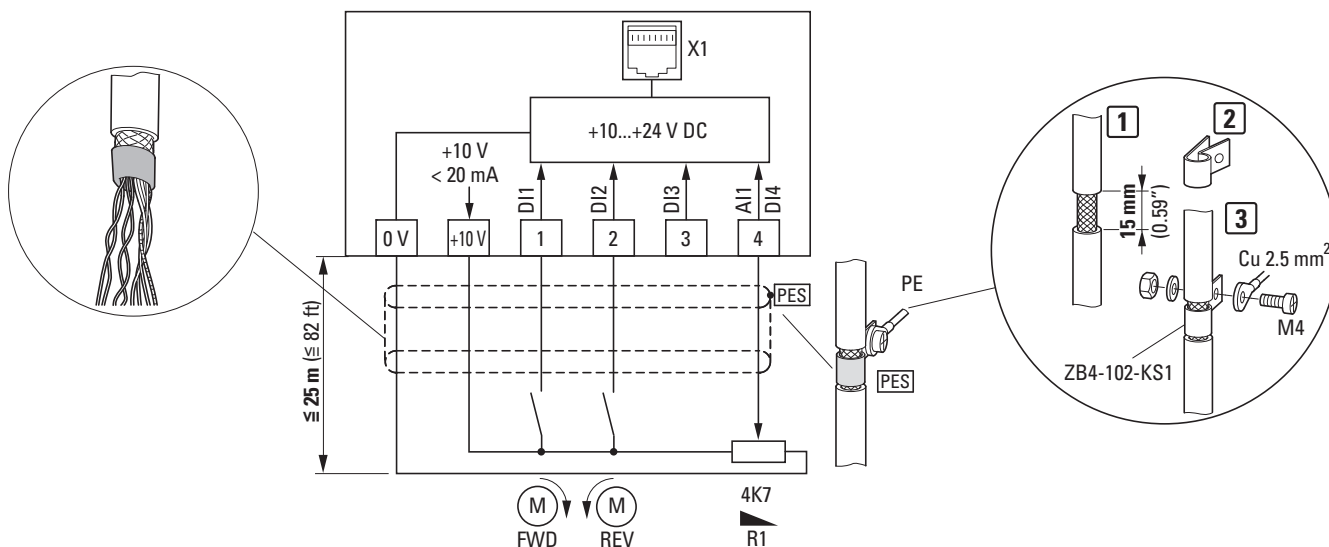 X1
+10...+24 V DC
+10 V
< 20 mA
DI1
DI2
DI3
AI1
DI4
0 V
+10 V
1
2
3
4
PES
≦ 25 m (≦ 82 ft)
M
FWD
M
REV
4K7
R1
PE
PES
1
2
3
15 mm
(0.59″)
Cu 2.5 mm²
M4
ZB4-102-KS1